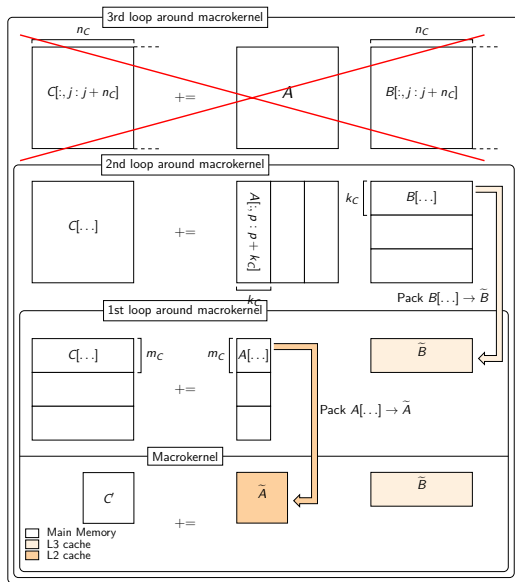 3rd loop around macrokernel
n_C
n_C
C[:, j : j + n_C]
+=
A
B[:, j : j + n_C]
2nd loop around macrokernel
C[...]
+=
A[:, p : p + k_C]
k_C
B[...]
k_C
Pack B[...] → B̃
1st loop around macrokernel
C[...]
m_C
+=
m_C
A[...]
B̃
Pack A[...] → Ã
Macrokernel
C′
+=
Ã
B̃
Main Memory
L3 cache
L2 cache